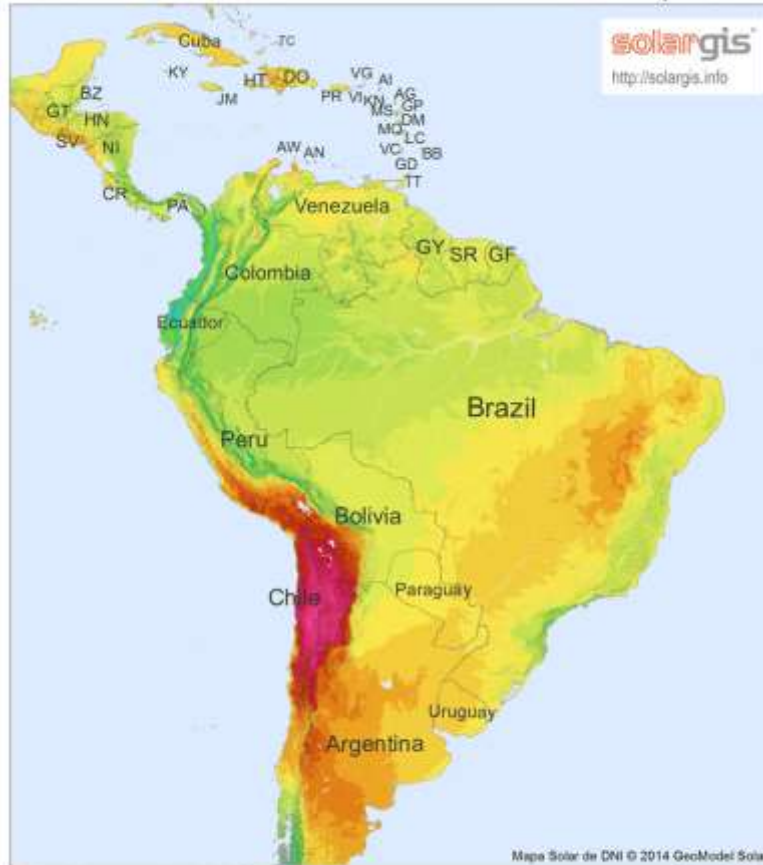 Cuba
TC
solargis
http://solargis.info
KY
HT DO
JM
PR
VG
VI
AI
KN
AG
MS
GP
DM
MQ
LC
VC
BB
GD
TT
BZ
GT
HN
SV
NI
CR
PA
AW AN
Venezuela
GY SR GF
Colombia
Ecuador
Brazil
Peru
Bolivia
Chile
Paraguay
Uruguay
Argentina
Mapa Solar de DNI © 2014 GeoModel Sola